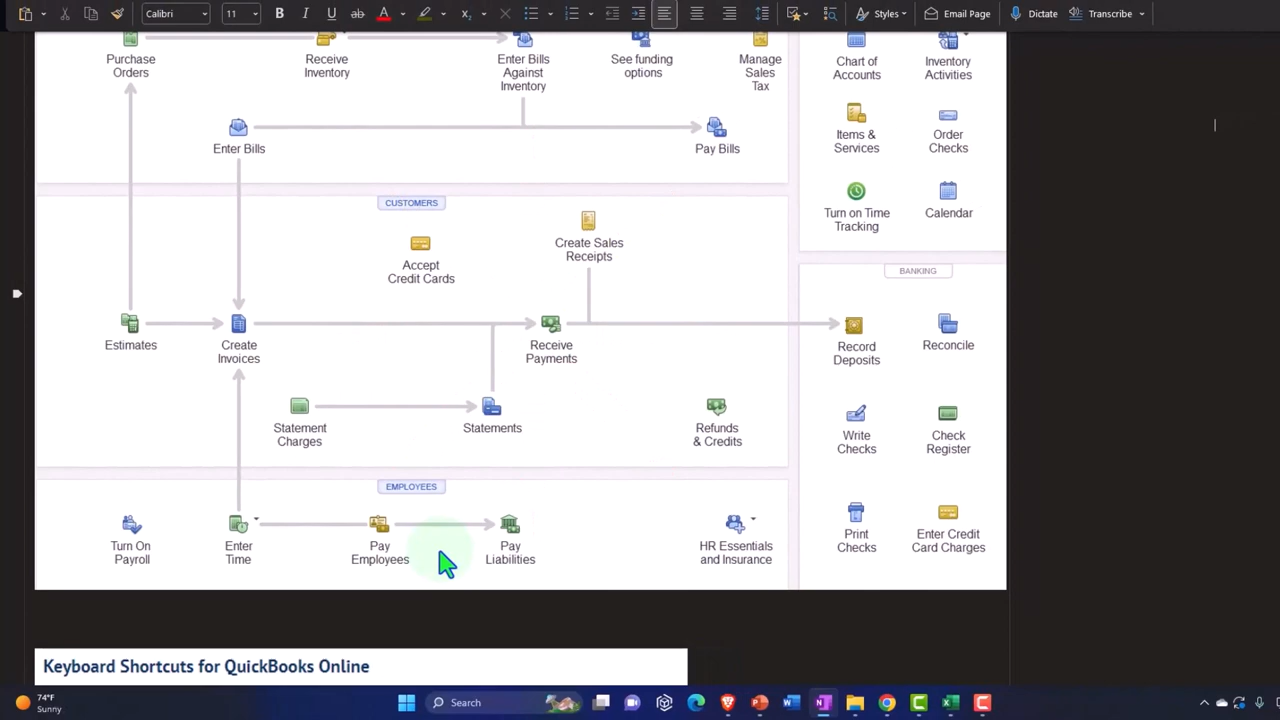 Calibri
11
Styles
Email Page
Dictate
Transcribe
Purchase
Orders
Receive
Inventory
Enter Bills
Against
Inventory
See funding
options
Manage
Sales
Tax
Chart of
Accounts
Inventory
Activities
Enter Bills
Pay Bills
Items &
Services
Order
Checks
Turn on Time
Tracking
Calendar
CUSTOMERS
Accept
Credit Cards
Create Sales
Receipts
Estimates
Create
Invoices
Receive
Payments
Statement
Charges
Statements
Refunds
& Credits
BANKING
Record
Deposits
Reconcile
Write
Checks
Check
Register
Print
Checks
Enter Credit
Card Charges
EMPLOYEES
Turn On
Payroll
Enter
Time
Pay
Employees
Pay
Liabilities
HR Essentials
and Insurance
Keyboard Shortcuts for QuickBooks Online
74°F
Sunny
Search